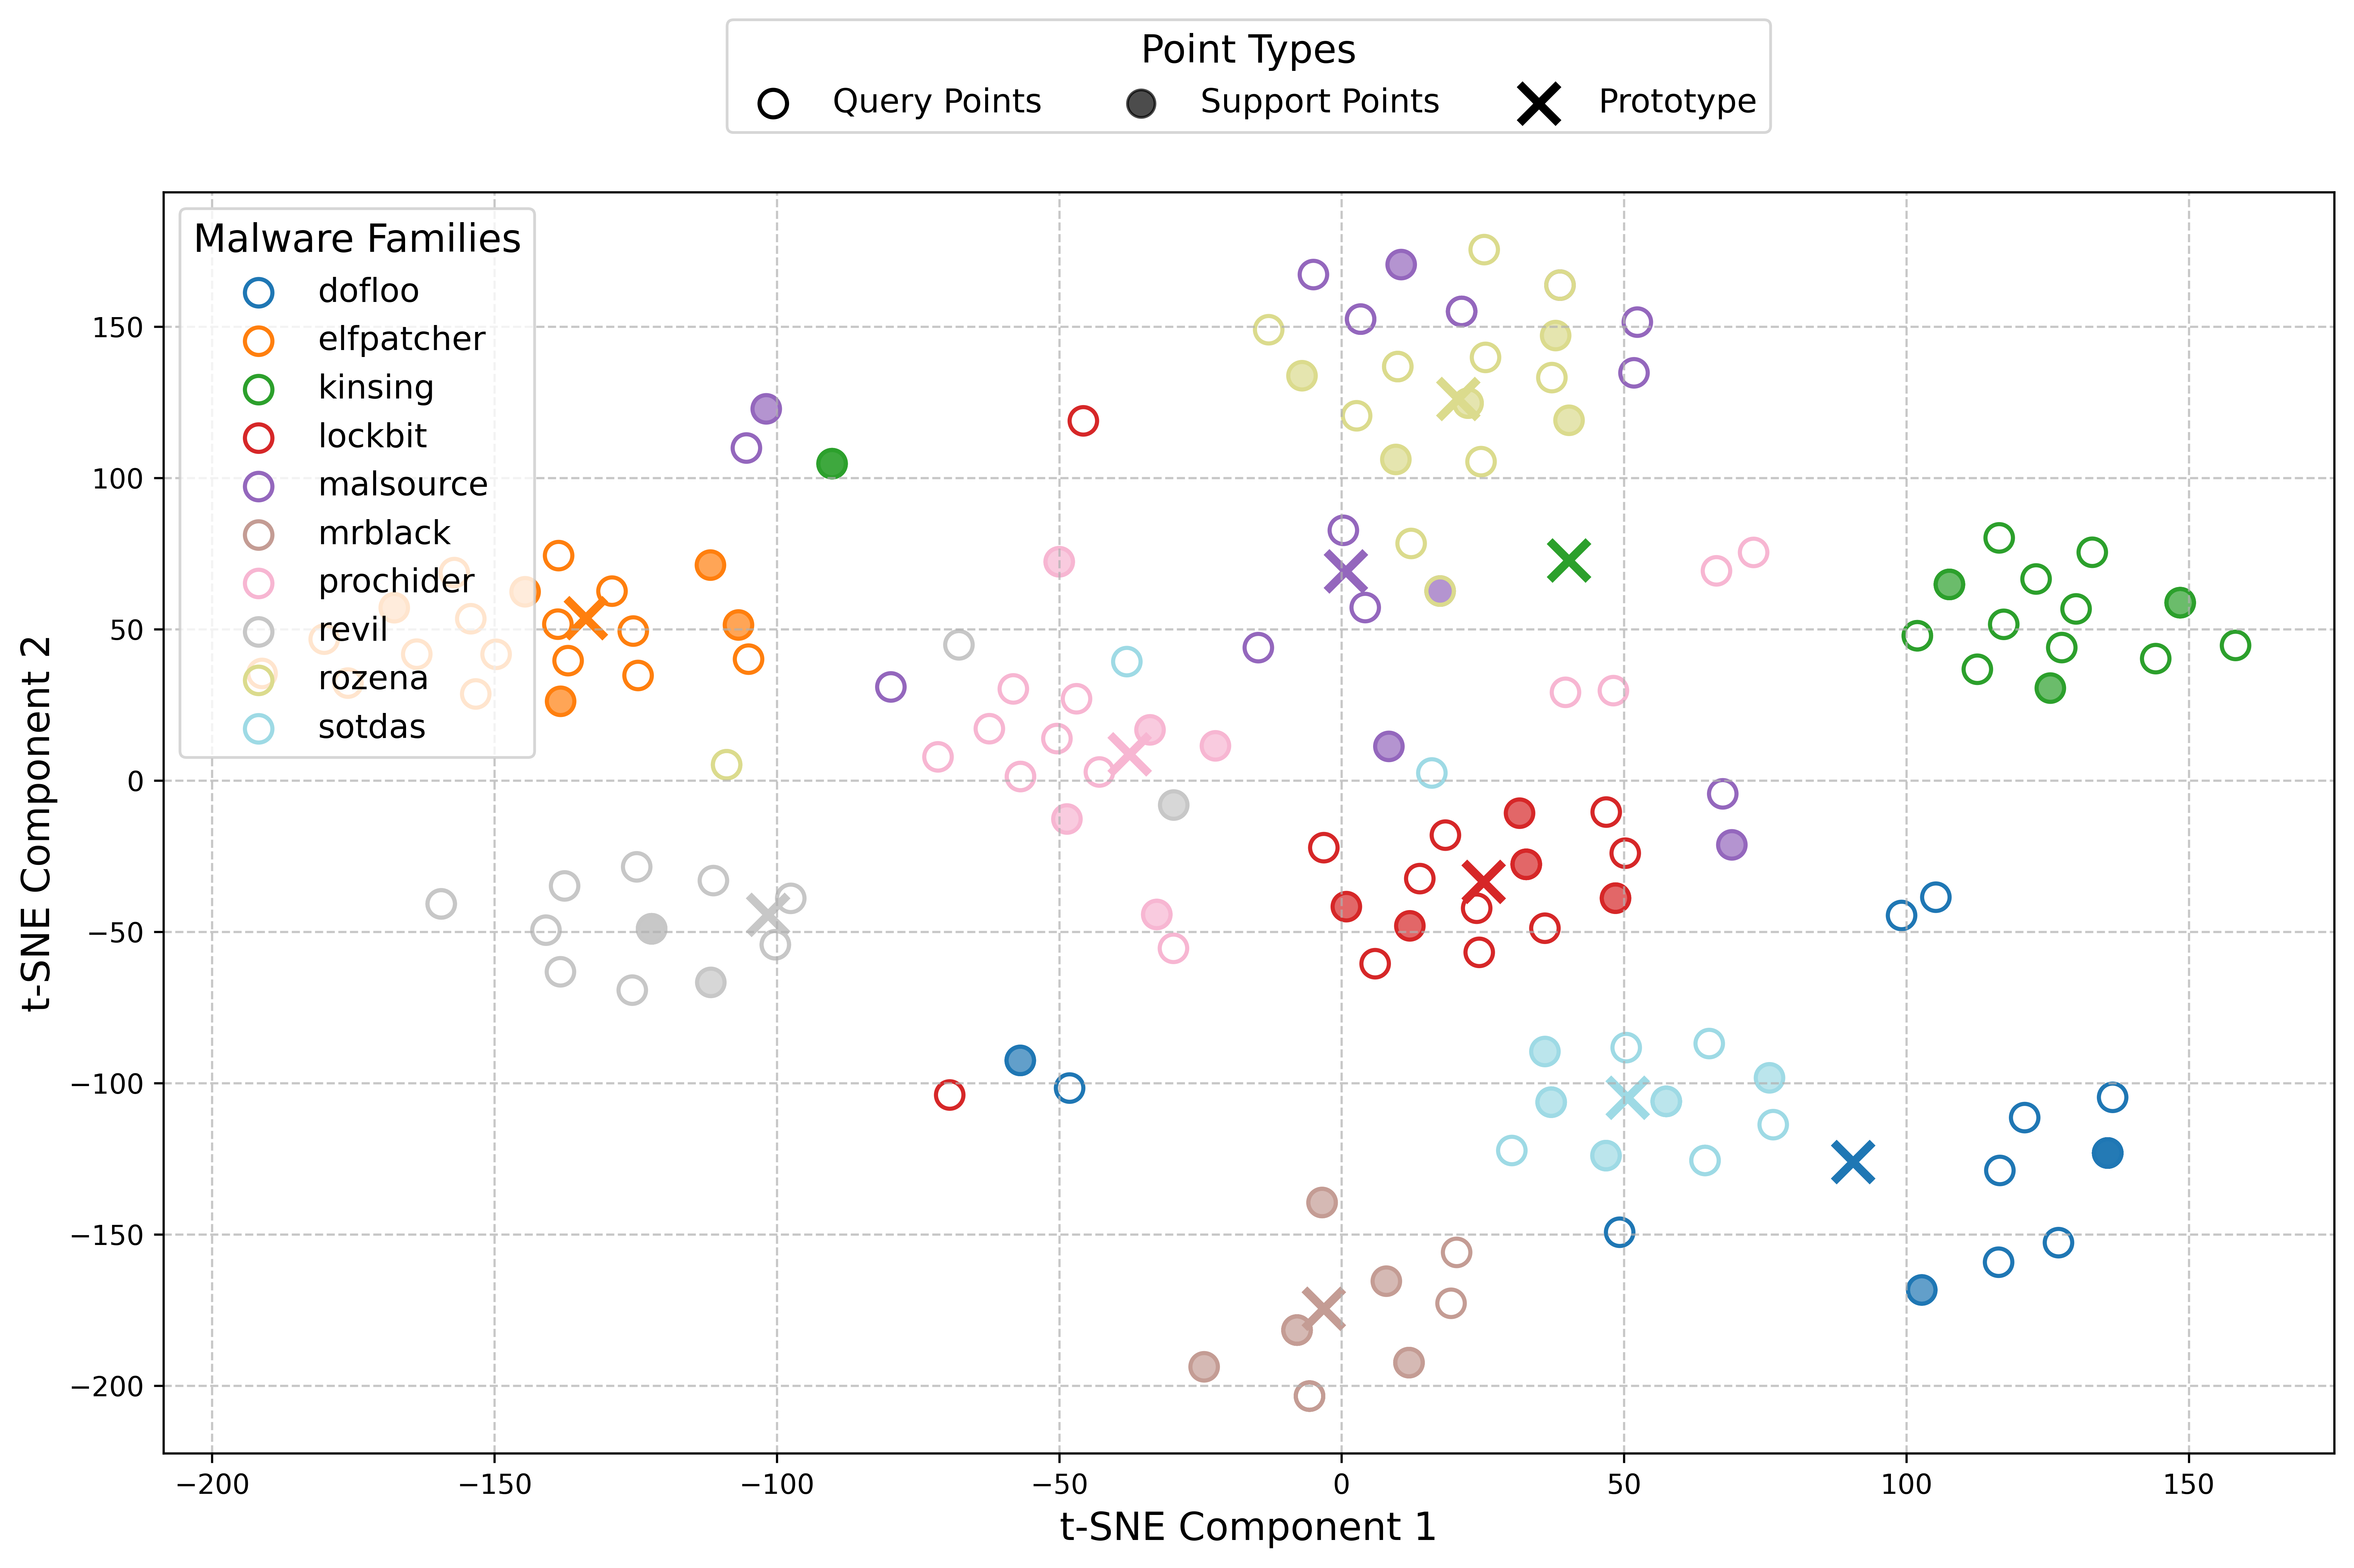 Point Types
Query Points Support Points Prototype
Malware Families
dofloo
elfpatcher
kinsing
lockbit
malsource
mrblack
prochider
revil
rozena
sotdas
t-SNE Component 2
150
100
50
0
−50
−100
−150
−200
−200 −150 −100 −50 0 50 100 150
t-SNE Component 1